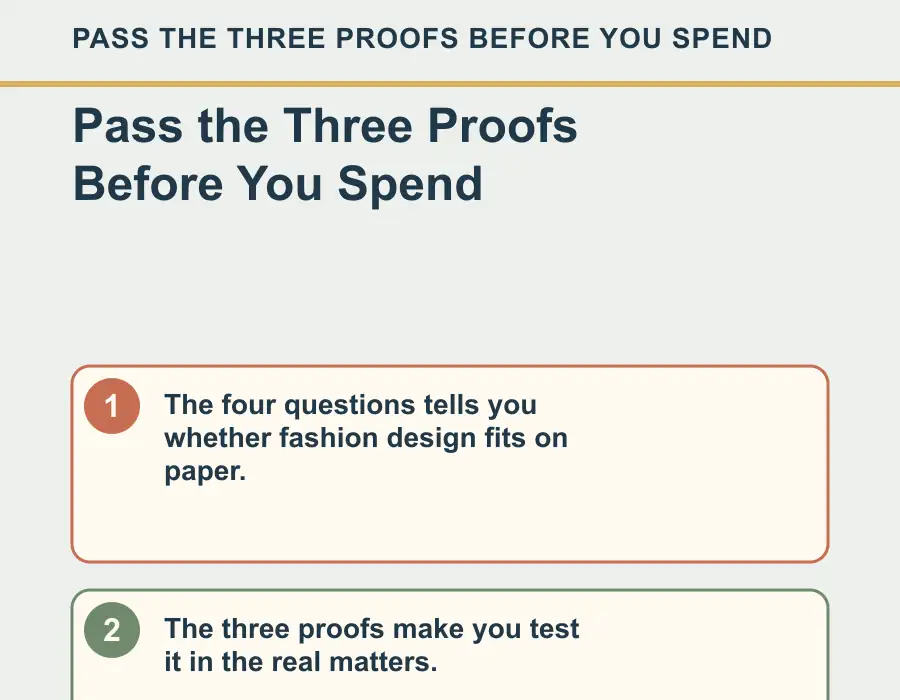 PASS THE THREE PROOFS BEFORE YOU SPEND
Pass the Three Proofs
Before You Spend
1
The four questions tells you
whether fashion design fits on
paper.
2
The three proofs make you test
it in the real matters.